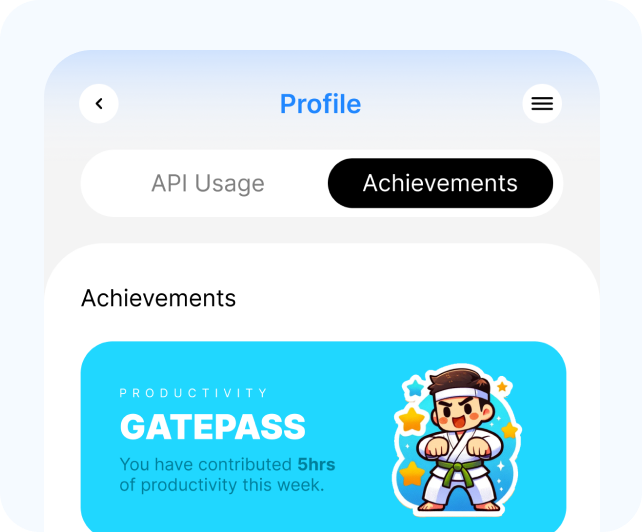 Profile
API Usage
Achievements
Achievements
PRODUCTIVITY
GATEPASS
You have contributed 5hrs
of productivity this week.